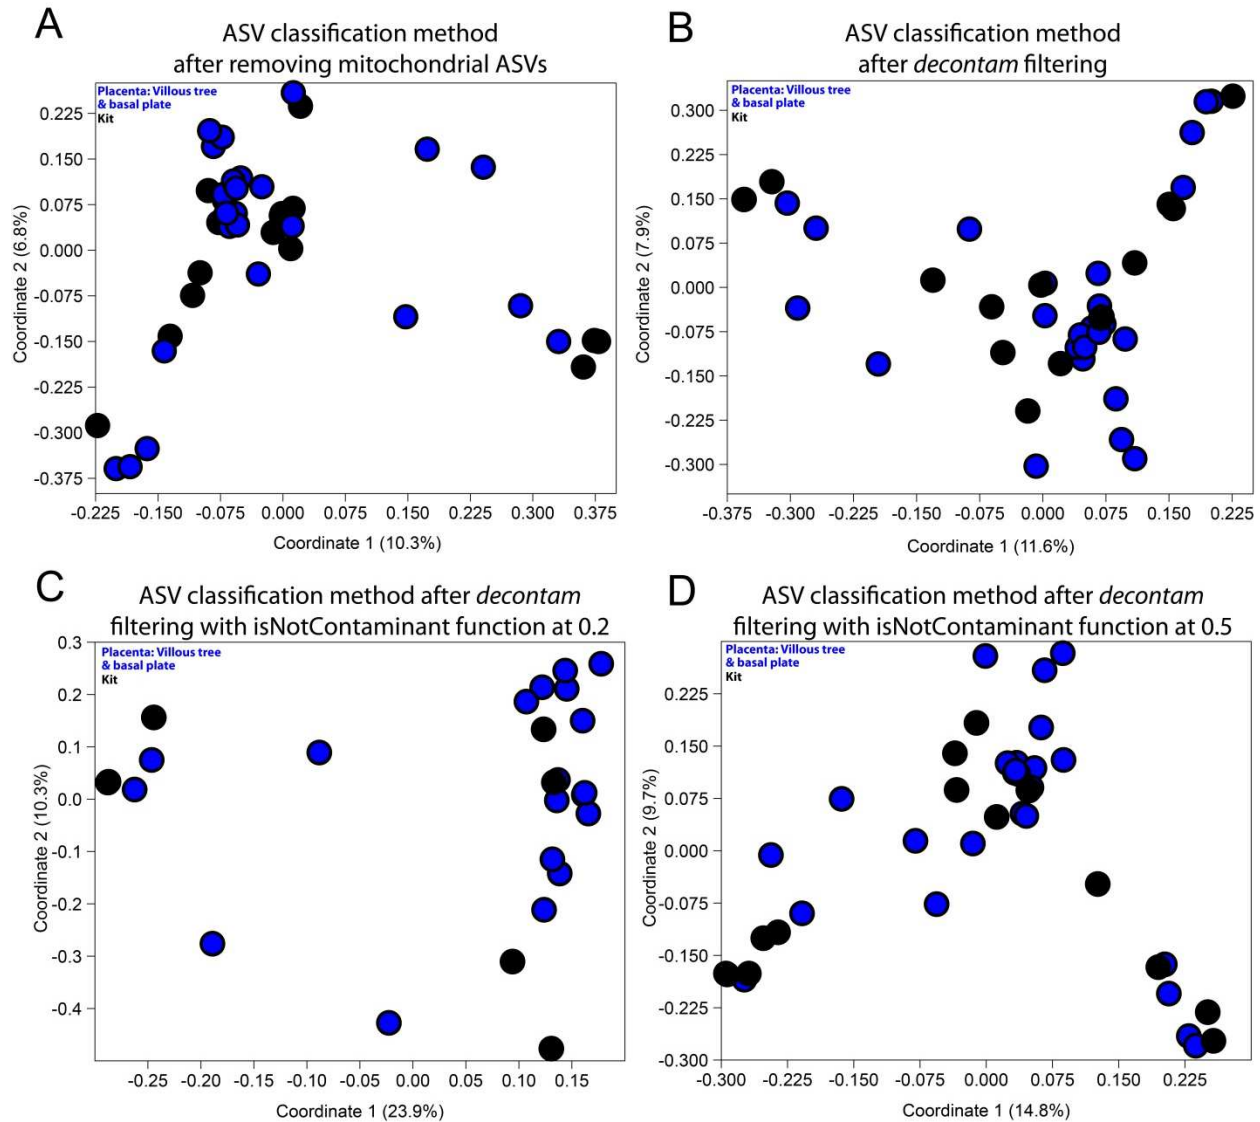 A
ASV classification method
after removing mitochondrial ASVs
Placenta: Villous tree
& basal plate
Kit
0.225
0.150
0.075
0.000
-0.075
-0.150
-0.225
-0.300
-0.375
Coordinate 2 (6.8%)
-0.225 -0.150 -0.075 0.000 0.075 0.150 0.225 0.300 0.375
Coordinate 1 (10.3%)
B
ASV classification method
after decontam filtering
Placenta: Villous tree
& basal plate
Kit
0.300
0.225
0.150
0.075
0.000
-0.075
-0.150
-0.225
-0.300
Coordinate 2 (7.9%)
-0.375 -0.300 -0.225 -0.150 -0.075 0.000 0.075 0.150 0.225
Coordinate 1 (11.6%)
C
ASV classification method after decontam
filtering with isNotContaminant function at 0.2
Placenta: Villous tree
& basal plate
Kit
0.3
0.2
0.1
0.0
-0.1
-0.2
-0.3
-0.4
Coordinate 2 (10.3%)
-0.25 -0.20 -0.15 -0.10 -0.05 0.00 0.05 0.10 0.15
Coordinate 1 (23.9%)
D
ASV classification method after decontam
filtering with isNotContaminant function at 0.5
Placenta: Villous tree
& basal plate
Kit
0.225
0.150
0.075
0.000
-0.075
-0.150
-0.225
-0.300
Coordinate 2 (9.7%)
-0.300 -0.225 -0.150 -0.075 0.000 0.075 0.150 0.225
Coordinate 1 (14.8%)